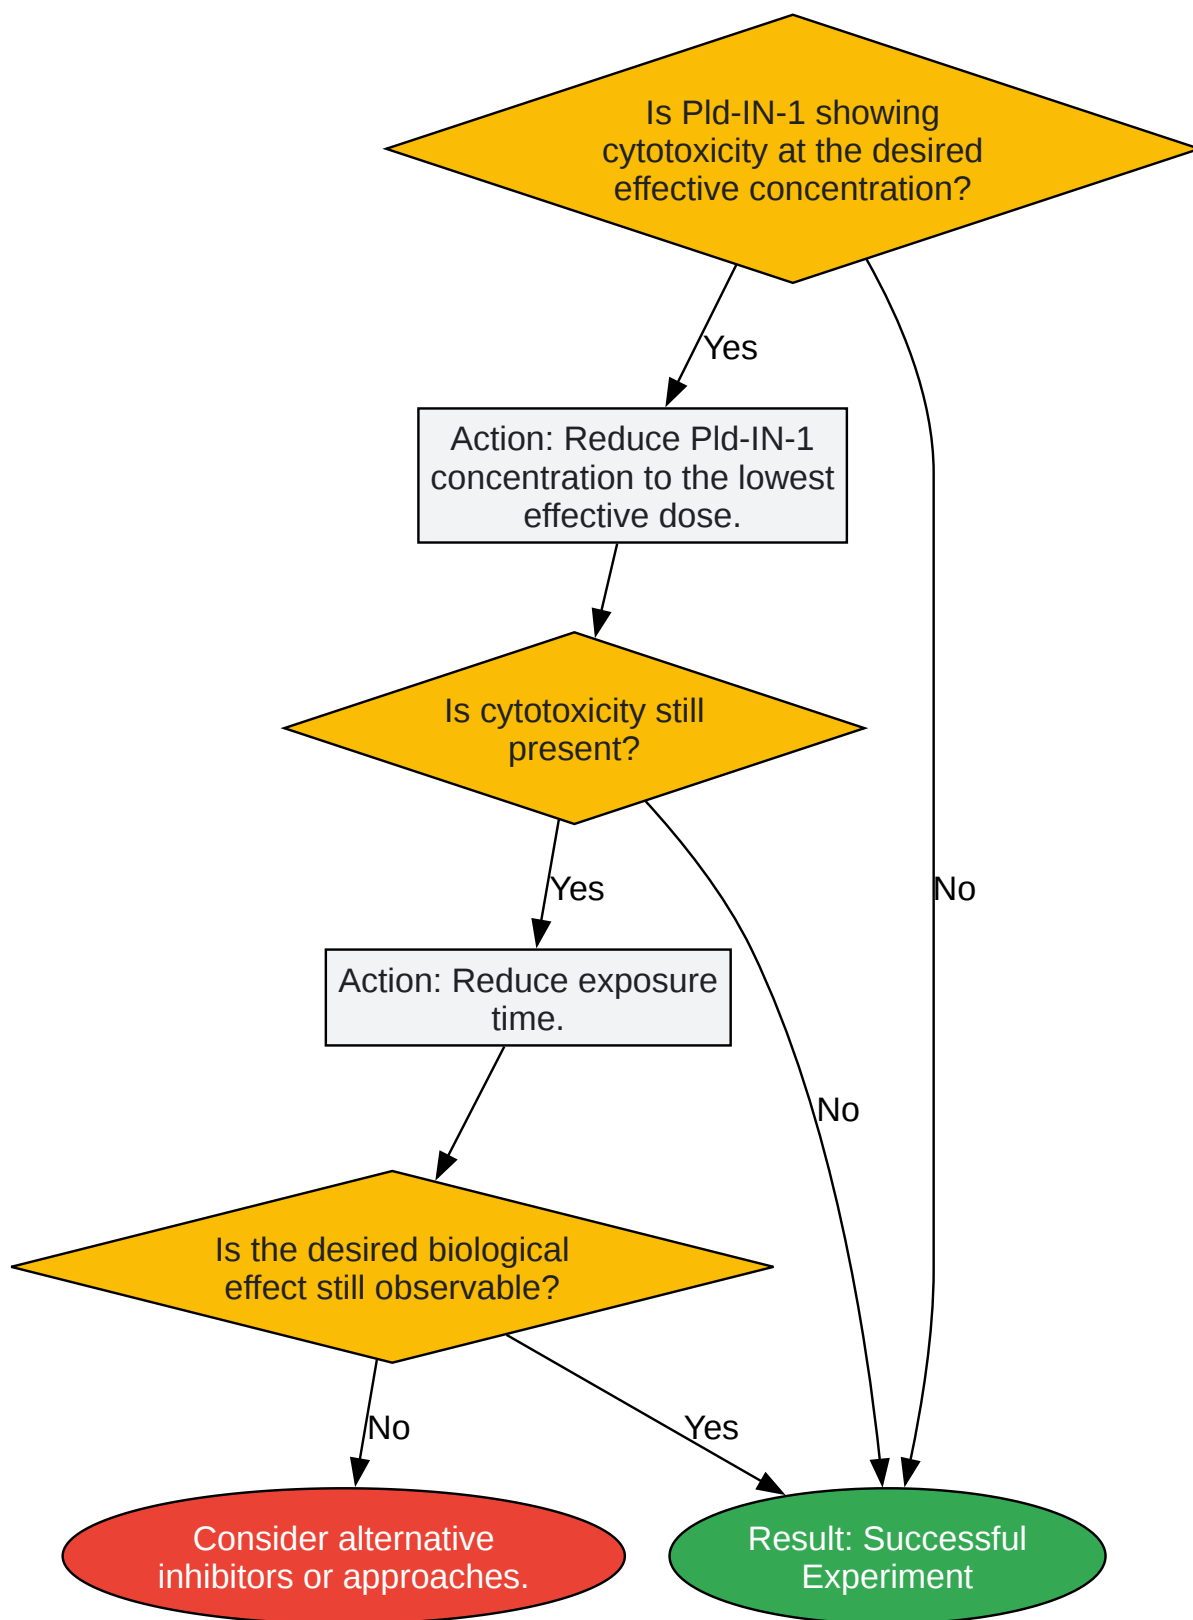 Is Pld-IN-1 showing
cytotoxicity at the desired
effective concentration?
Yes
Action: Reduce Pld-IN-1
concentration to the lowest
effective dose.
Is cytotoxicity still
present?
Yes
No
Action: Reduce exposure
time.
No
Is the desired biological
effect still observable?
No
Yes
Consider alternative
inhibitors or approaches.
Result: Successful
Experiment